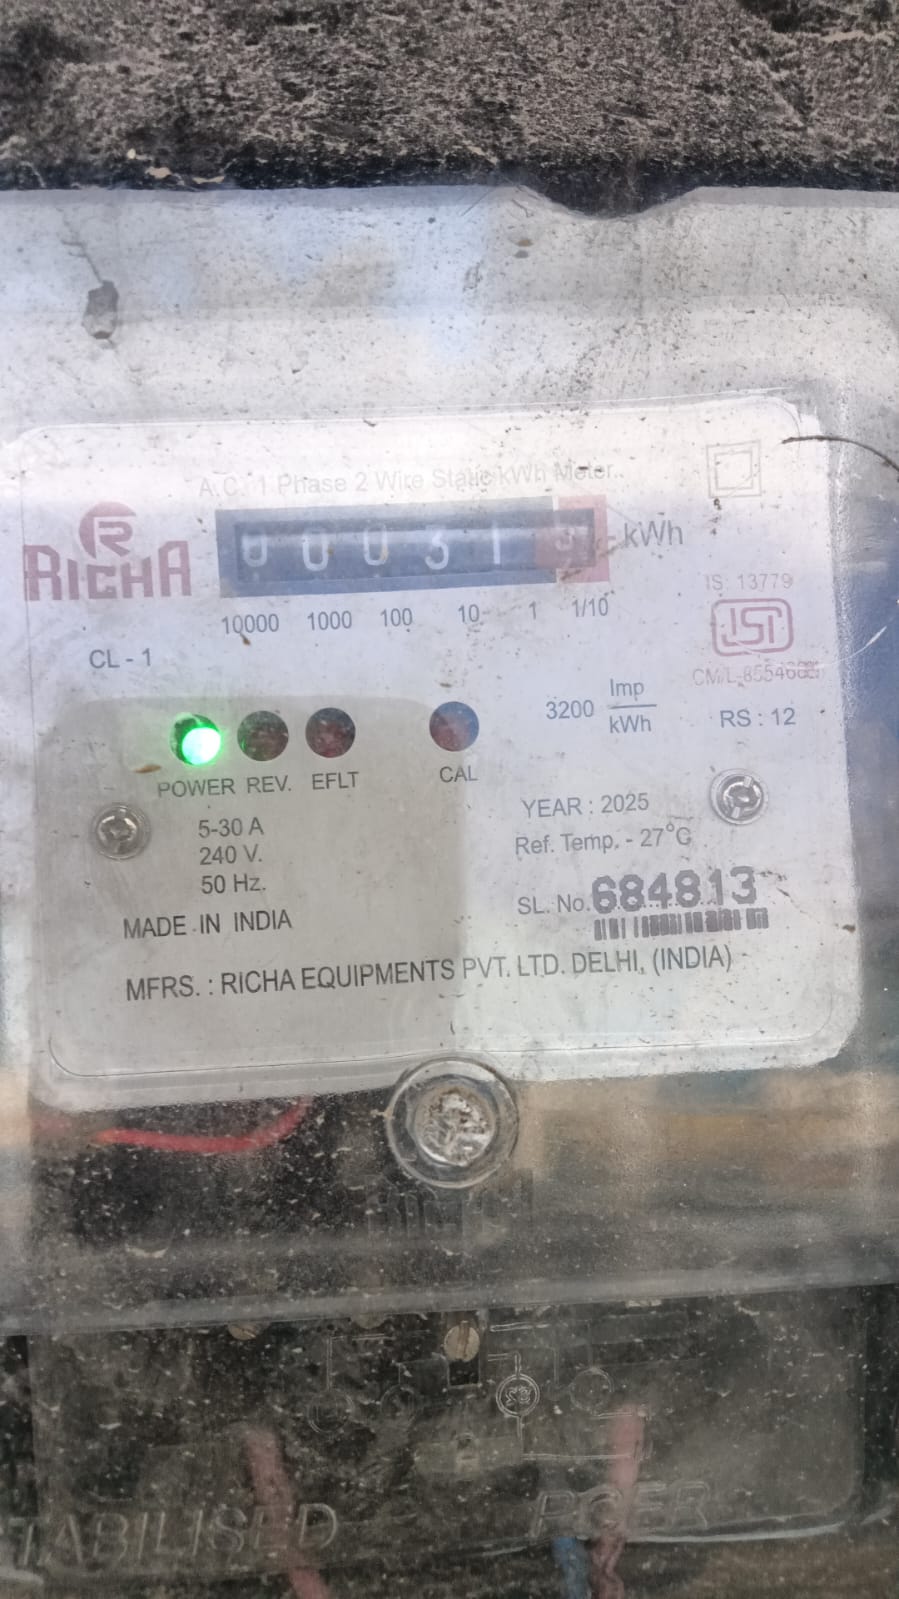 A.C. 1 Phase 2 Wire Static kWh Meter
R
RICHA
0 0 0 3 1 kWh
10000 1000 100 10 1 1/10
IS: 13779
ISI
CL - 1
3200 Imp/kWh
RS : 12
POWER REV. EFLT CAL
5-30 A
240 V.
50 Hz.
YEAR : 2025
Ref. Temp. - 27°C
SL. No. 684813
MADE IN INDIA
MFRS. : RICHA EQUIPMENTS PVT. LTD. DELHI, (INDIA)